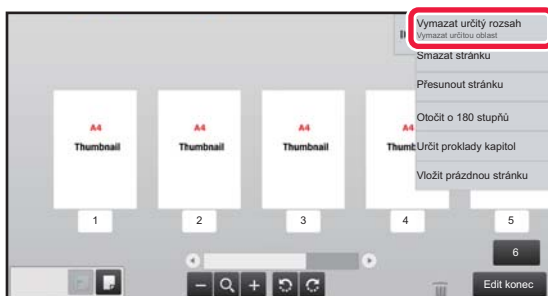 Vymazat určitý rozsah
Vymazat určitou oblast
Smazat stránku
Přesunout stránku
Otočit o 180 stupňů
Určit proklady kapitol
Vložit prázdnou stránku
A4
Thumbnail
A4
Thumbnail
A4
Thumbnail
A4
Thumb
1
2
3
4
5
6
Edit konec